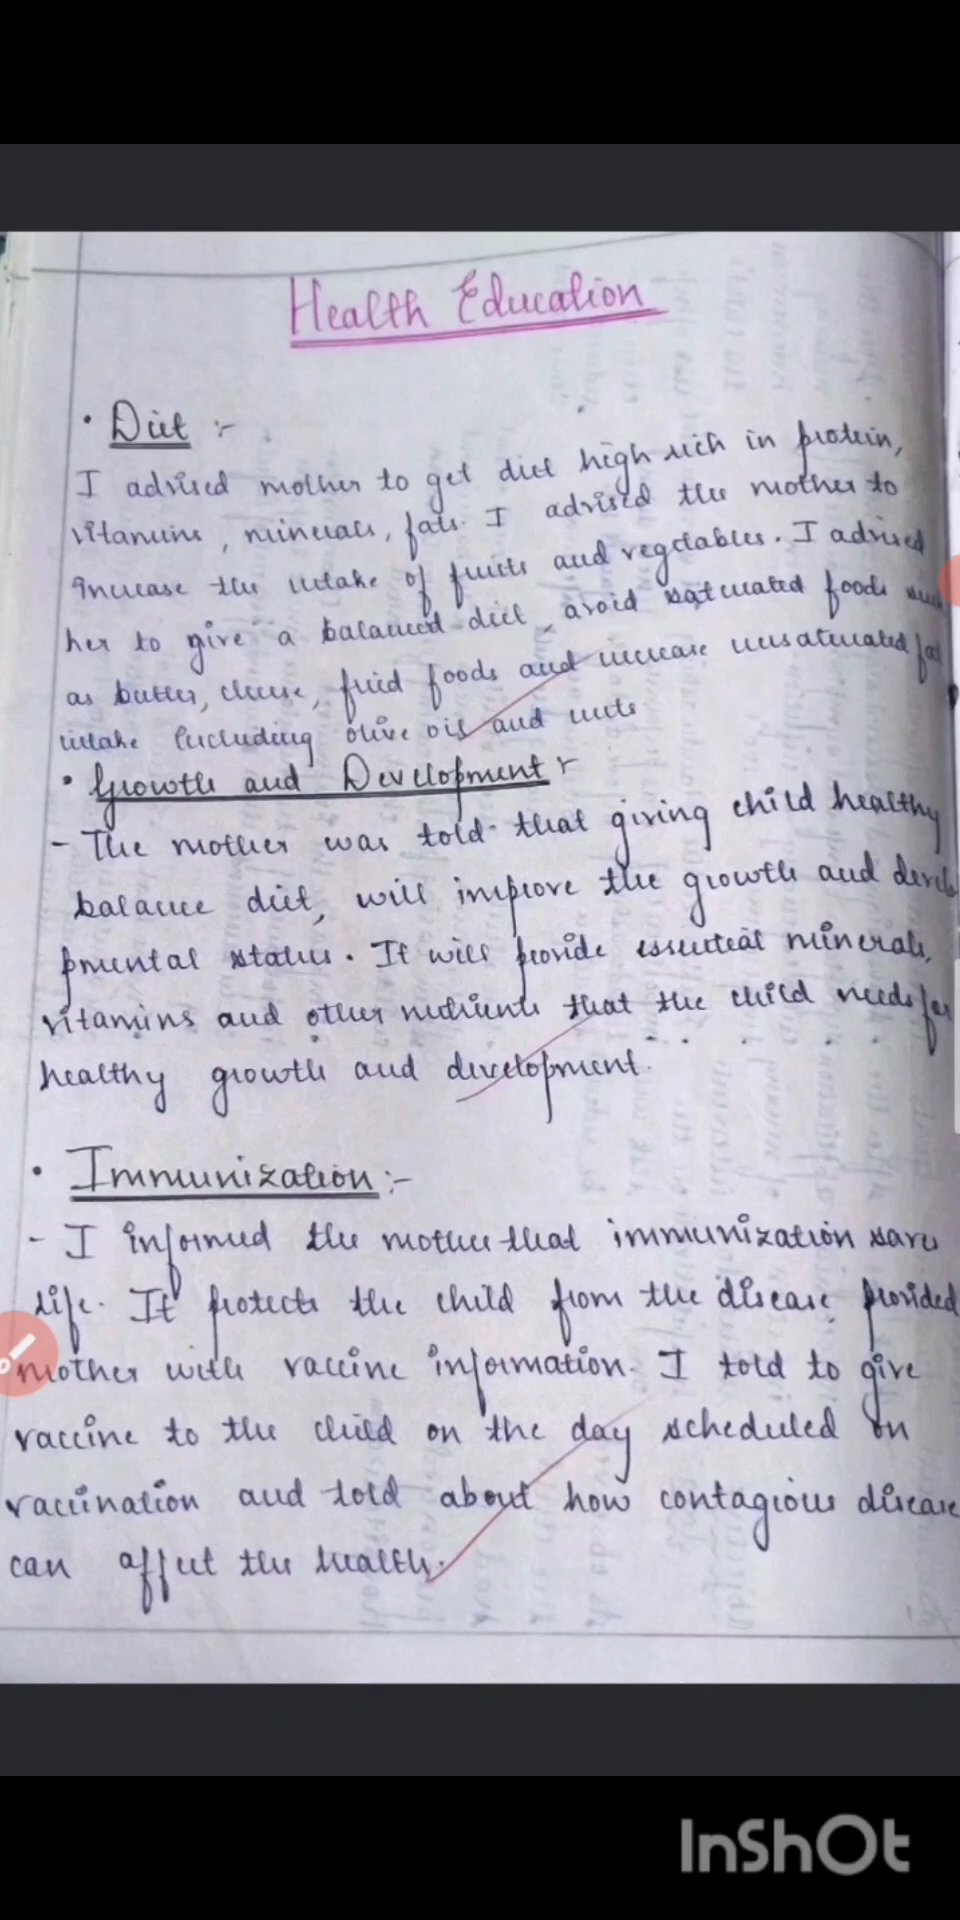 Health Education
• Diet :-
I advised mother to get diet high rich in protein,
vitamins, minerals, fats. I advised the mother to
increase the intake of fruits and vegetables. I advised
her to give a balanced diet, avoid saturated foods such
as butter, cheese, fried foods and increase unsaturated fat
intake including olive oil and nuts
• Growth and Development
- The mother was told that giving child healthy
balance diet, will improve the growth and develo
pmental status. It will provide essential minerals,
vitamins and other nutrients that the child needs for
healthy growth and development.
• Immunization :-
- I informed the mother that immunization saves
life. It protects the child from the disease, provided
mother with vaccine information. I told to give
vaccine to the child on the day scheduled on
vaccination and told about how contagious disease
can affect the health.
InShOt